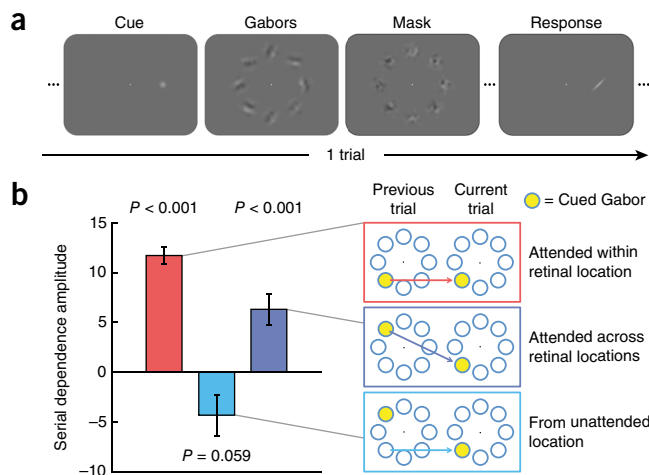 a
Cue
Gabors
Mask
Response
...
...
...
1 trial
b
P < 0.001
P < 0.001
Previous
trial
Current
trial
= Cued Gabor
Serial dependence amplitude
15
10
5
0
−5
−10
P = 0.059
Attended within
retinal location
Attended across
retinal locations
From unattended
location